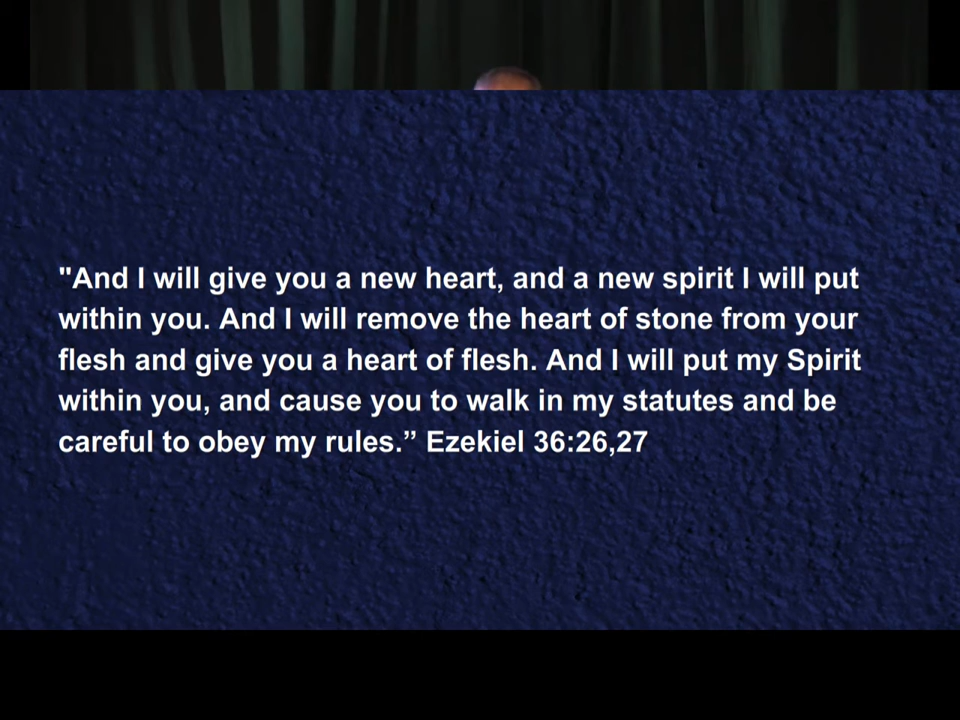 "And I will give you a new heart, and a new spirit I will put
within you. And I will remove the heart of stone from your
flesh and give you a heart of flesh. And I will put my Spirit
within you, and cause you to walk in my statutes and be
careful to obey my rules.” Ezekiel 36:26,27